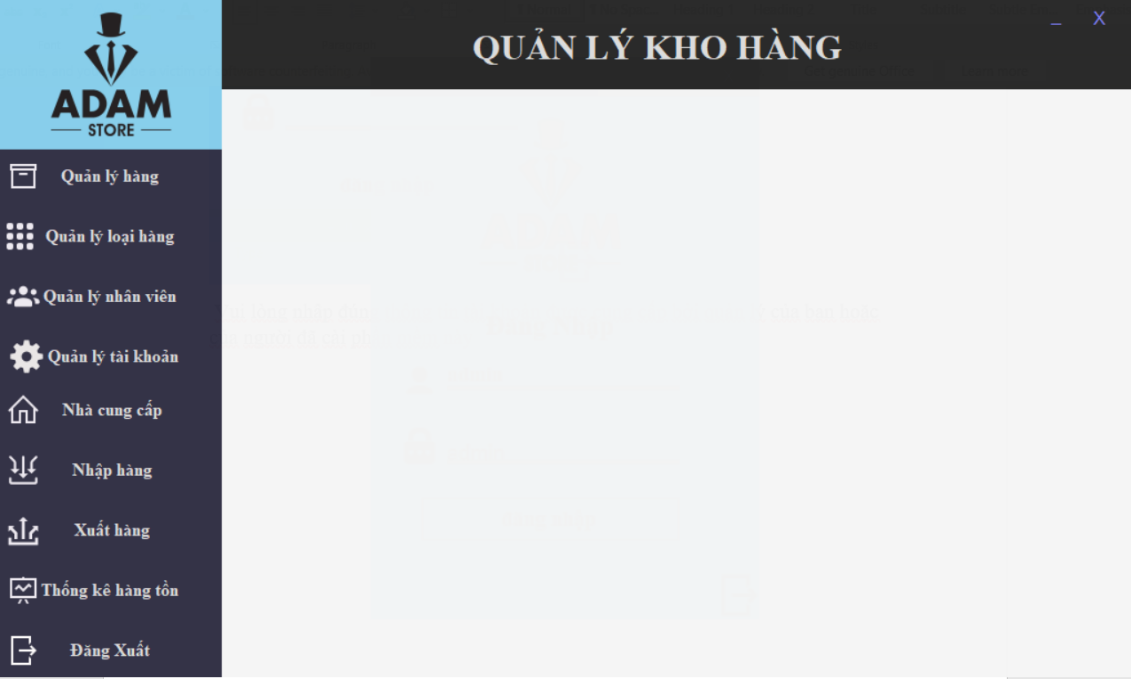 ADAM
STORE
QUẢN LÝ KHO HÀNG
_ X
Quản lý hàng
Quản lý loại hàng
Quản lý nhân viên
Quản lý tài khoản
Nhà cung cấp
Nhập hàng
Xuất hàng
Thống kê hàng tồn
Đăng Xuất